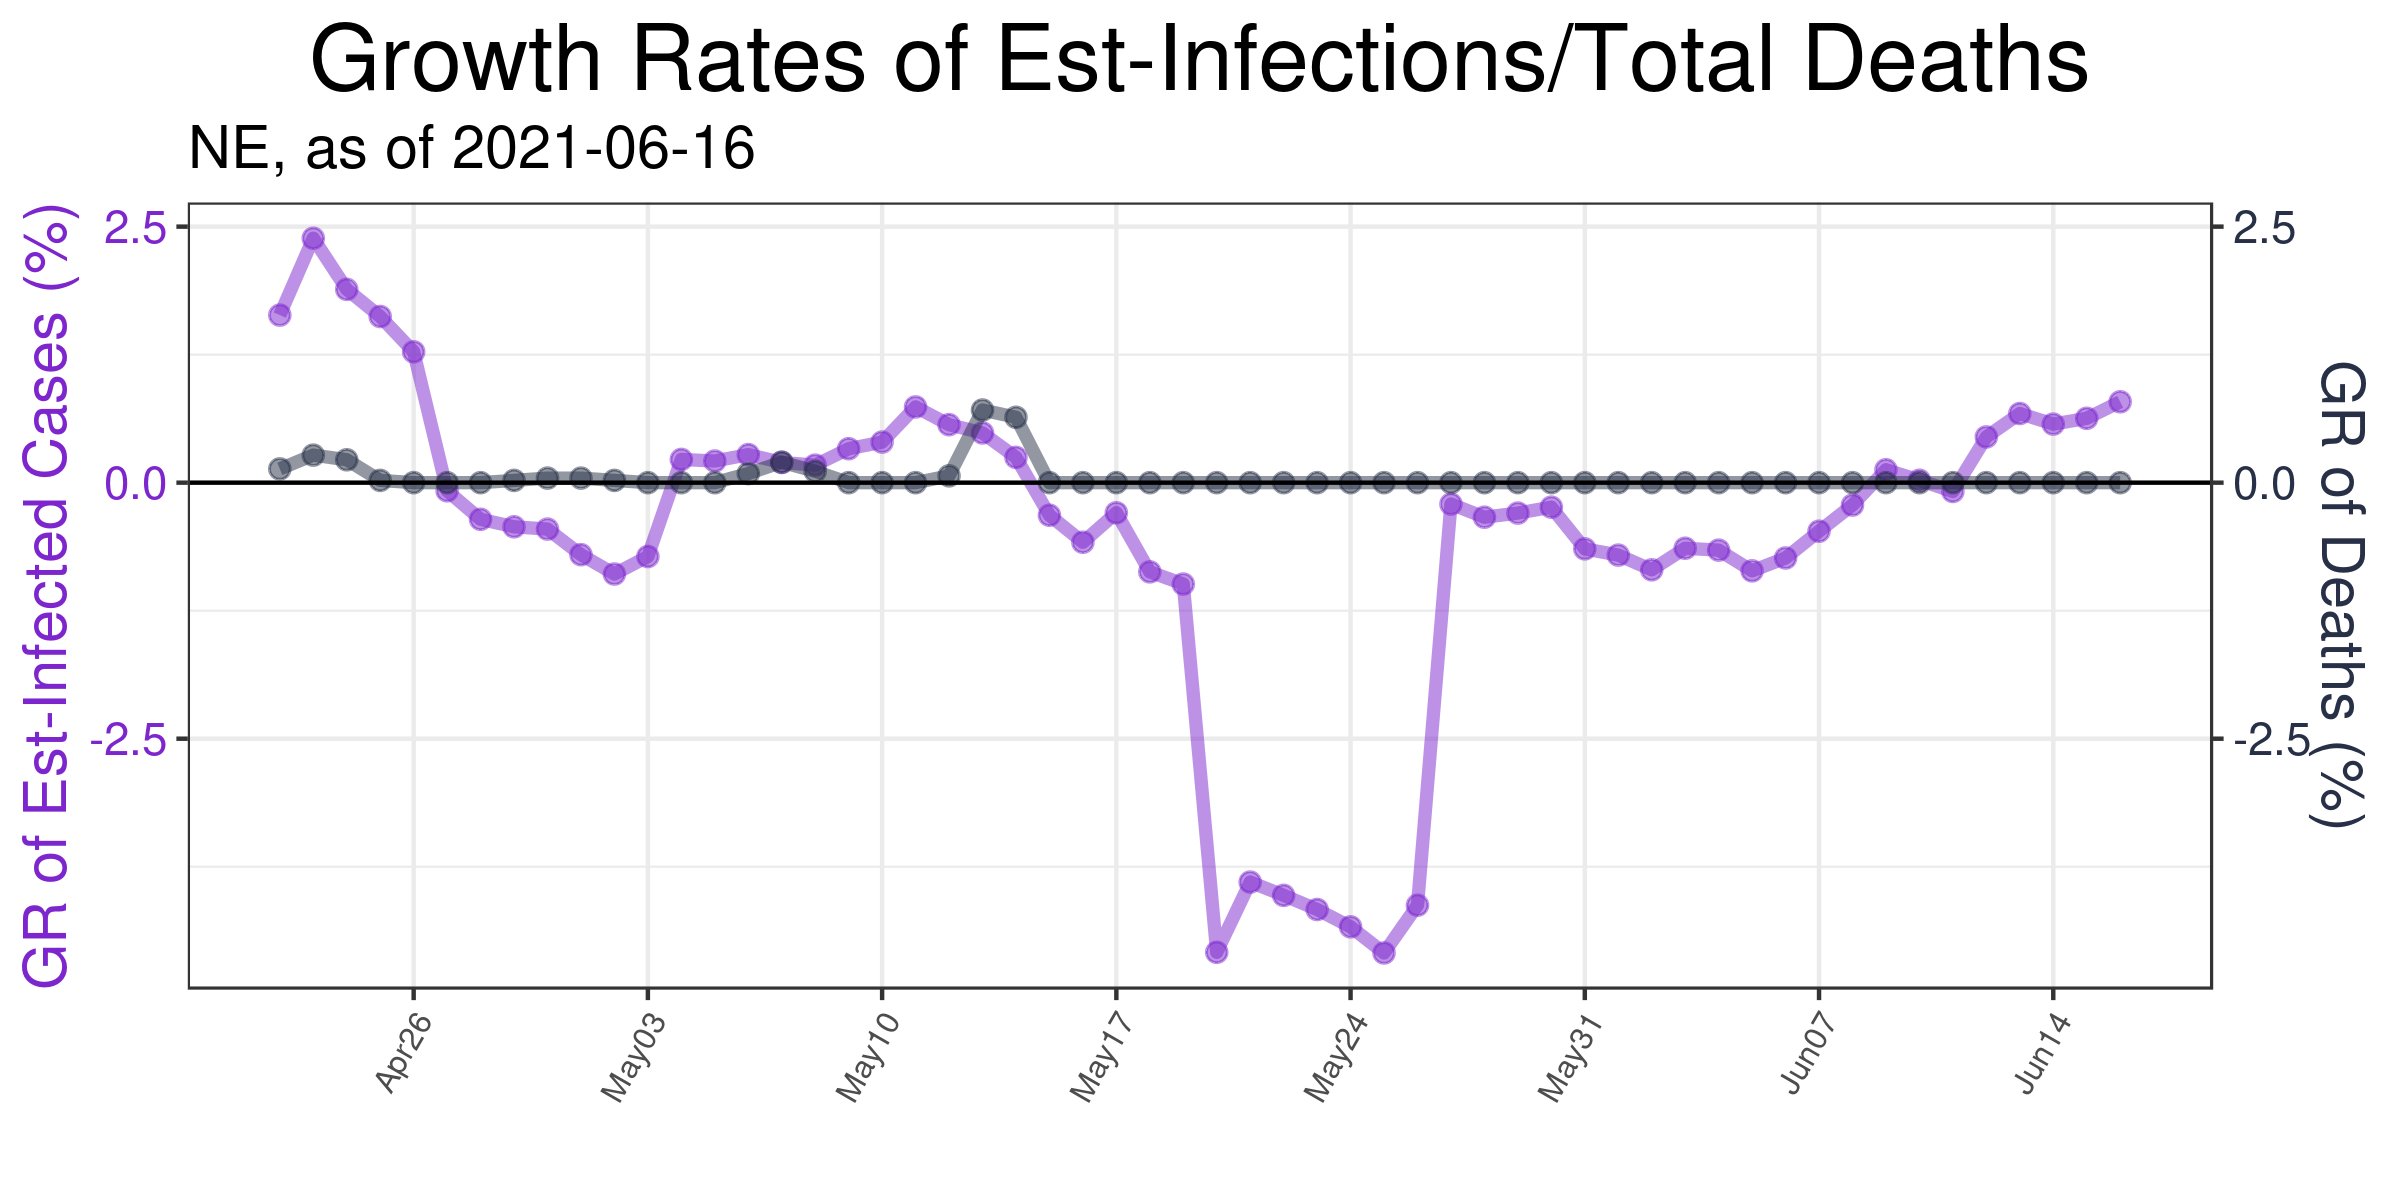 Growth Rates of Est-Infections/Total Deaths
NE, as of 2021-06-16
GR of Est-Infected Cases (%)
2.5
0.0
-2.5
2.5
0.0
-2.5
GR of Deaths (%)
Apr26
May03
May10
May17
May24
May31
Jun07
Jun14